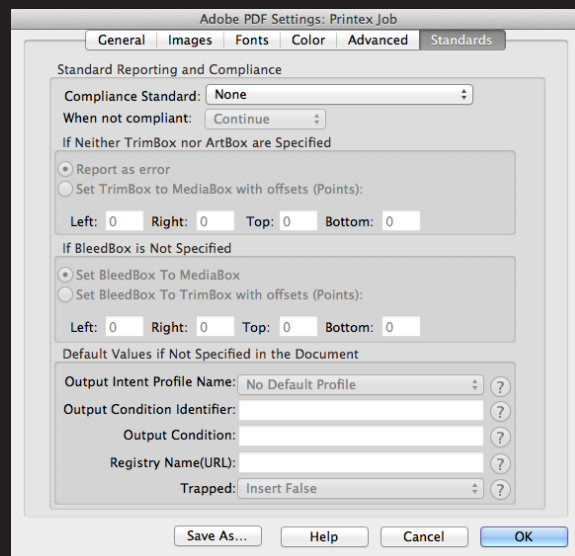 Adobe PDF Settings: Printex Job
General Images Fonts Color Advanced Standards
Standard Reporting and Compliance
Compliance Standard: None
When not compliant: Continue
If Neither TrimBox nor ArtBox are Specified
Report as error
Set TrimBox to MediaBox with offsets (Points):
Left: 0 Right: 0 Top: 0 Bottom: 0
If BleedBox is Not Specified
Set BleedBox To MediaBox
Set BleedBox To TrimBox with offsets (Points):
Left: 0 Right: 0 Top: 0 Bottom: 0
Default Values if Not Specified in the Document
Output Intent Profile Name: No Default Profile ?
Output Condition Identifier: ?
Output Condition: ?
Registry Name(URL): ?
Trapped: Insert False ?
Save As... Help Cancel OK